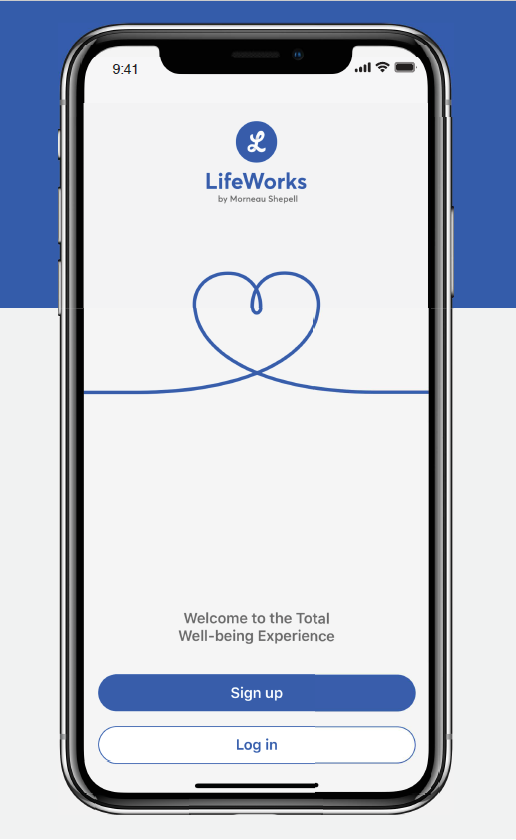 9:41
LifeWorks
by Morneau Shepell
Welcome to the Total
Well-being Experience
Sign up
Log in